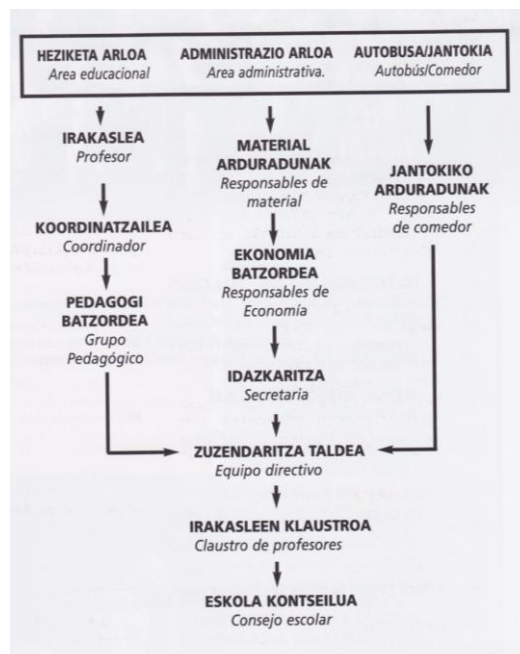 HEZIKETA ARLOA
Area educacional
ADMINISTRAZIO ARLOA
Area administrativa.
AUTOBUSA/JANTOKIA
Autobús/Comedor
IRAKASLEA
Profesor
KOORDINATZAILEA
Coordinador
PEDAGOGI
BATZORDEA
Grupo
Pedagógico
MATERIAL
ARDURADUNAK
Responsables de
material
EKONOMIA
BATZORDEA
Responsables de
Economía
IDAZKARITZA
Secretaria
JANTOKIKO
ARDURADUNAK
Responsables
de comedor
ZUZENDARITZA TALDEA
Equipo directivo
IRAKASLEEN KLAUSTROA
Claustro de profesores
ESKOLA KONTSEILUA
Consejo escolar